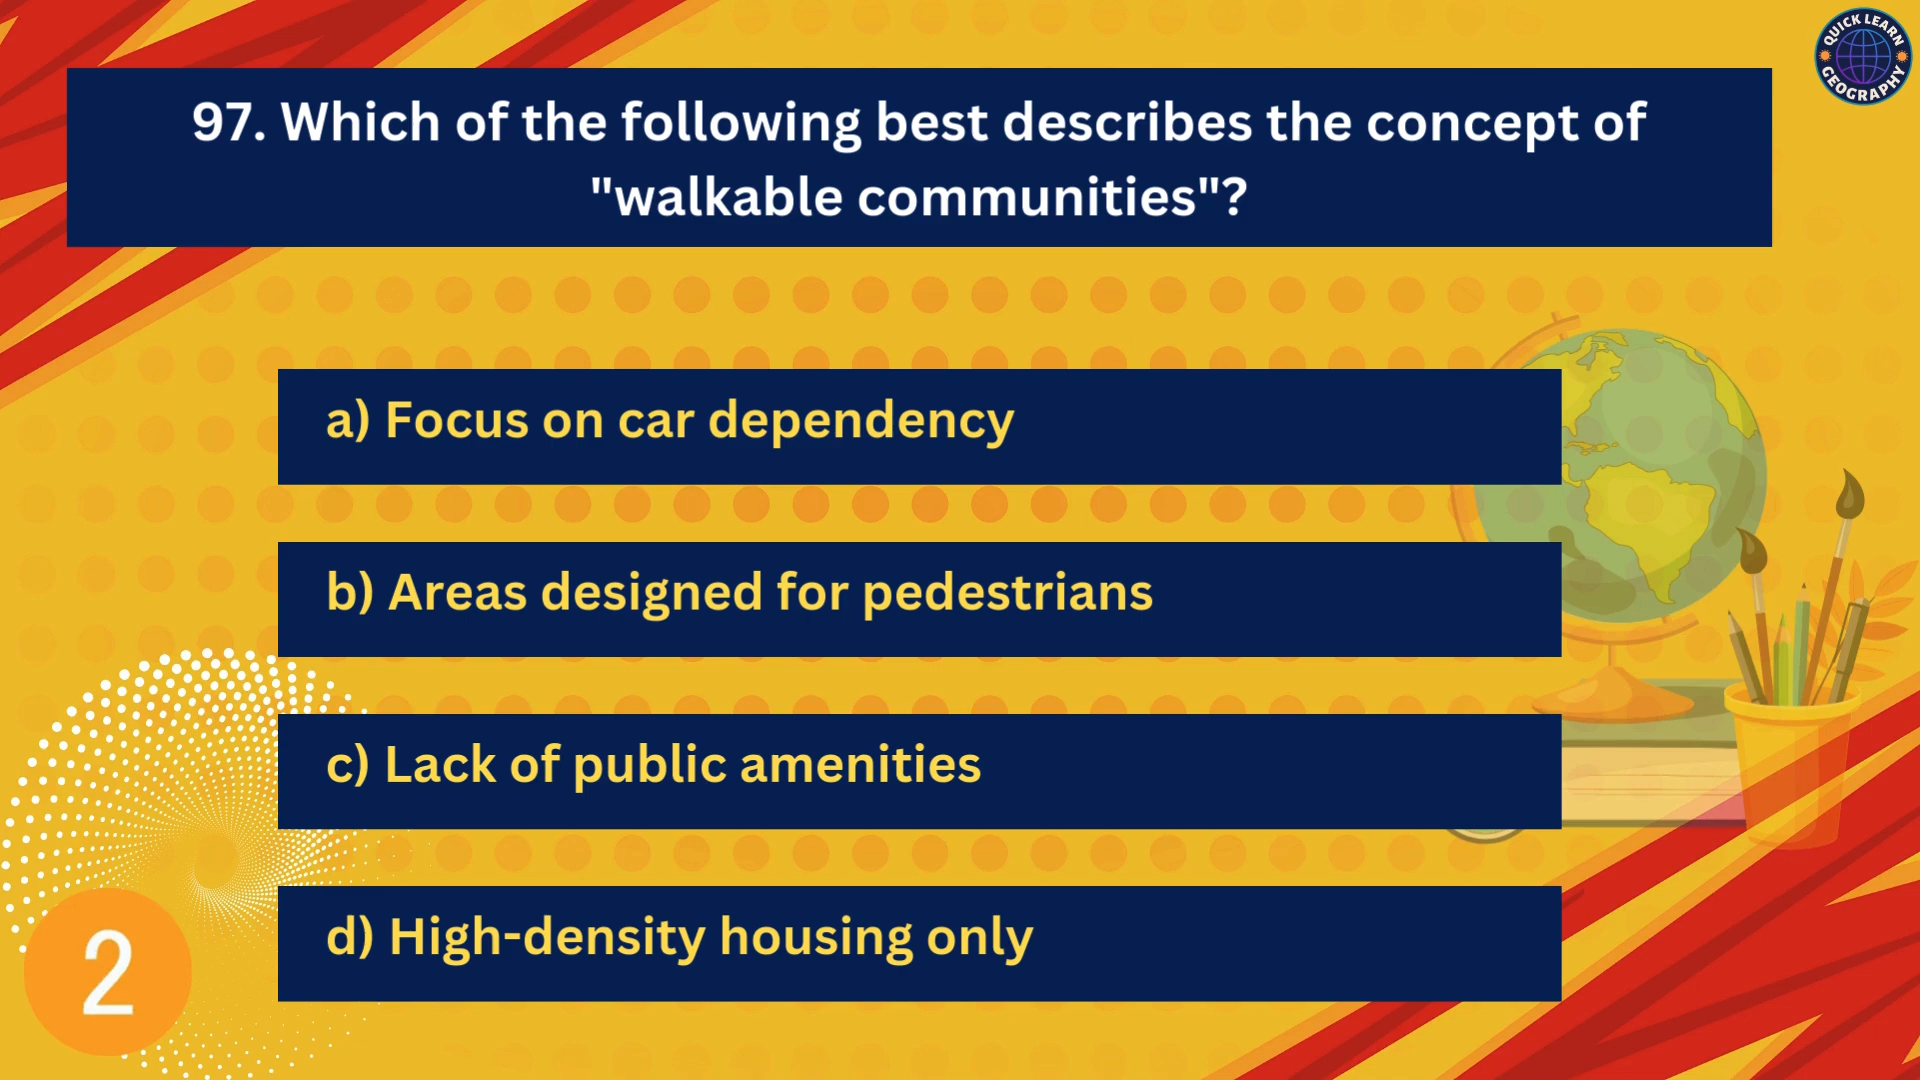 QUICK LEARN
GEOGRAPHY
97. Which of the following best describes the concept of
"walkable communities"?
a) Focus on car dependency
b) Areas designed for pedestrians
c) Lack of public amenities
d) High-density housing only
2